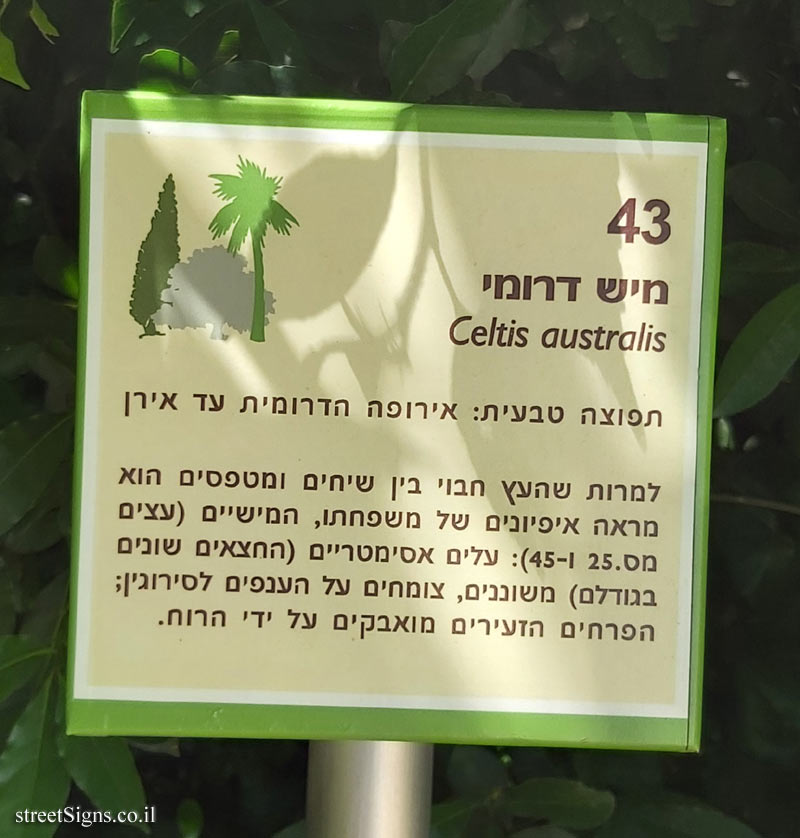 43
מיש דרומי
Celtis australis
תפוצה טבעית: אירופה הדרומית עד אירן
למרות שהעץ חבוי בין שיחים ומטפסים הוא
מראה איפיונים של משפחתו, המישיים (עצים
מס.25 ו-45): עלים אסימטריים (החצאים שונים
בגודלם) משוננים, צומחים על הענפים לסירוגין;
הפרחים הזעירים מואבקים על ידי הרוח.
streetSigns.co.il